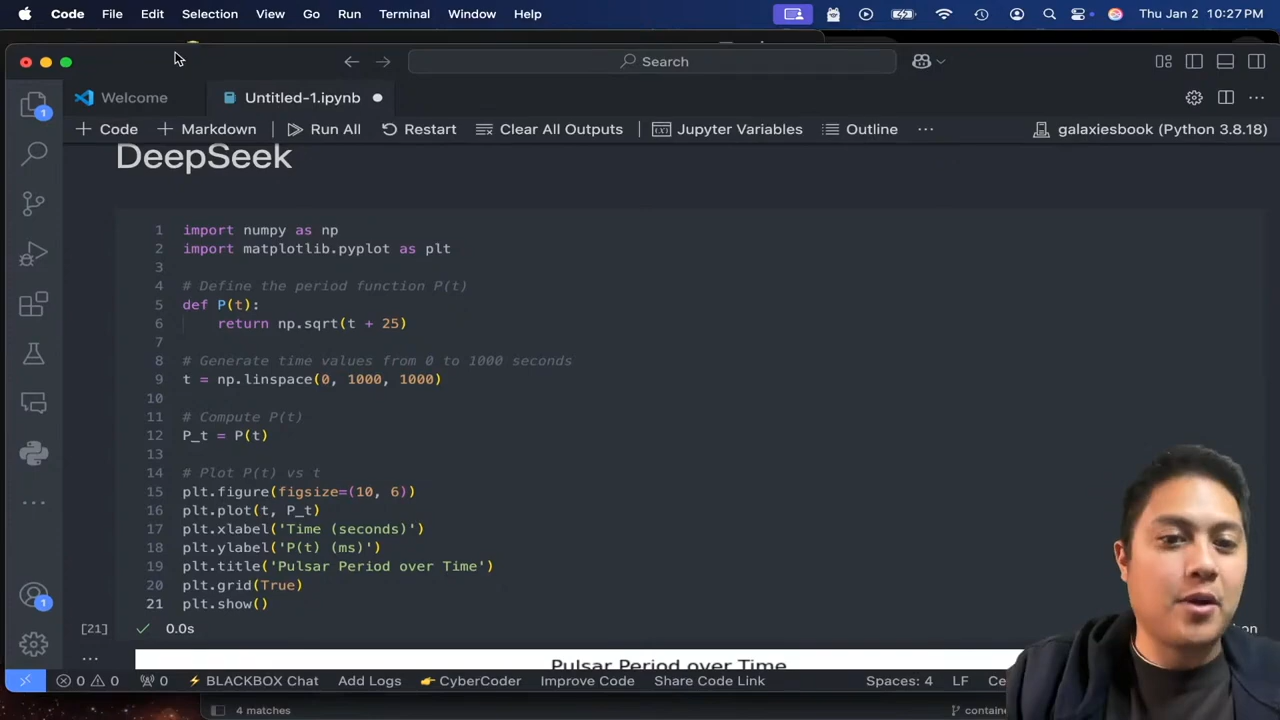 Code File Edit Selection View Go Run Terminal Window Help Thu Jan 2 10:27 PM
Search
Welcome Untitled-1.ipynb
+ Code + Markdown Run All Restart Clear All Outputs Jupyter Variables Outline ... galaxiesbook (Python 3.8.18)
DeepSeek
1 import numpy as np
2 import matplotlib.pyplot as plt
3
4 # Define the period function P(t)
5 def P(t):
6 return np.sqrt(t + 25)
7
8 # Generate time values from 0 to 1000 seconds
9 t = np.linspace(0, 1000, 1000)
10
11 # Compute P(t)
12 P_t = P(t)
13
14 # Plot P(t) vs t
15 plt.figure(figsize=(10, 6))
16 plt.plot(t, P_t)
17 plt.xlabel('Time (seconds)')
18 plt.ylabel('P(t) (ms)')
19 plt.title('Pulsar Period over Time')
20 plt.grid(True)
21 plt.show()
[21] 0.0s
Pulsar Period over Time
0 0 0 BLACKBOX Chat Add Logs CyberCoder Improve Code Share Code Link Spaces: 4 LF
4 matches
1
1